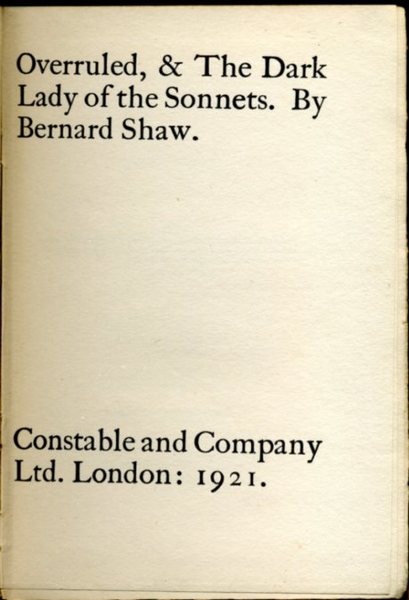 Overruled, & The Dark
Lady of the Sonnets. By
Bernard Shaw.
Constable and Company
Ltd. London: 1921.